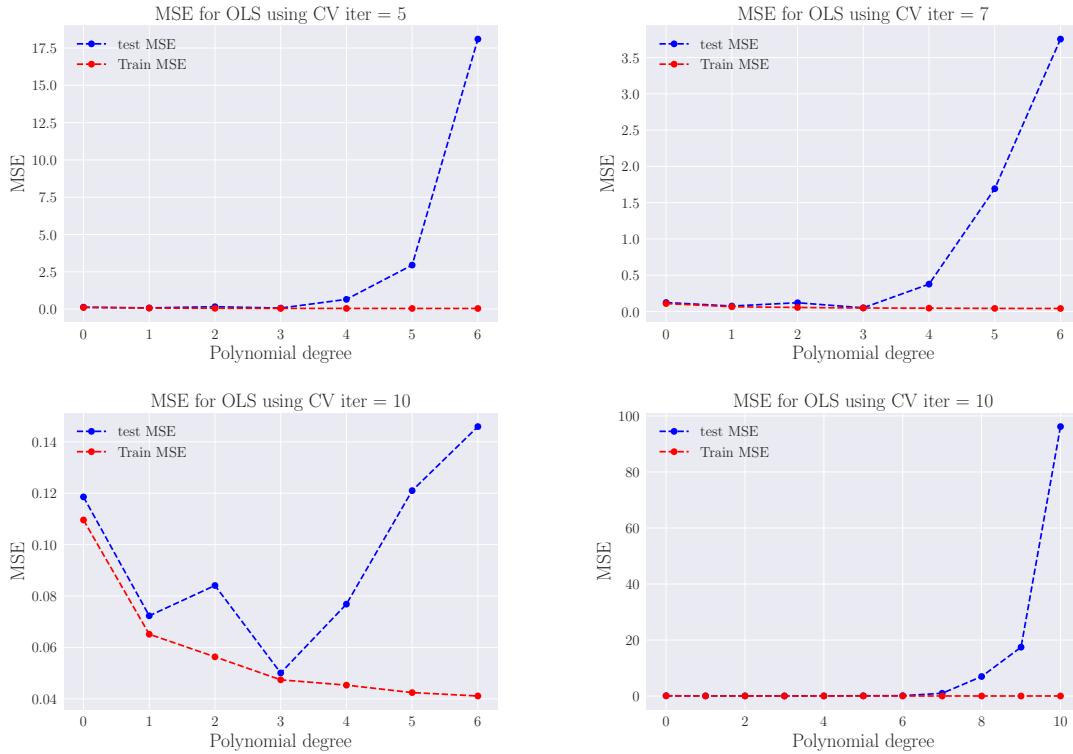 MSE for OLS using CV iter = 5
17.5
15.0
12.5
10.0
7.5
5.0
2.5
0.0
MSE
test MSE
Train MSE
0 1 2 3 4 5 6
Polynomial degree
MSE for OLS using CV iter = 7
3.5
3.0
2.5
2.0
1.5
1.0
0.5
0.0
MSE
test MSE
Train MSE
0 1 2 3 4 5 6
Polynomial degree
MSE for OLS using CV iter = 10
0.14
0.12
0.10
0.08
0.06
0.04
MSE
test MSE
Train MSE
0 1 2 3 4 5 6
Polynomial degree
MSE for OLS using CV iter = 10
100
80
60
40
20
0
MSE
test MSE
Train MSE
0 2 4 6 8 10
Polynomial degree